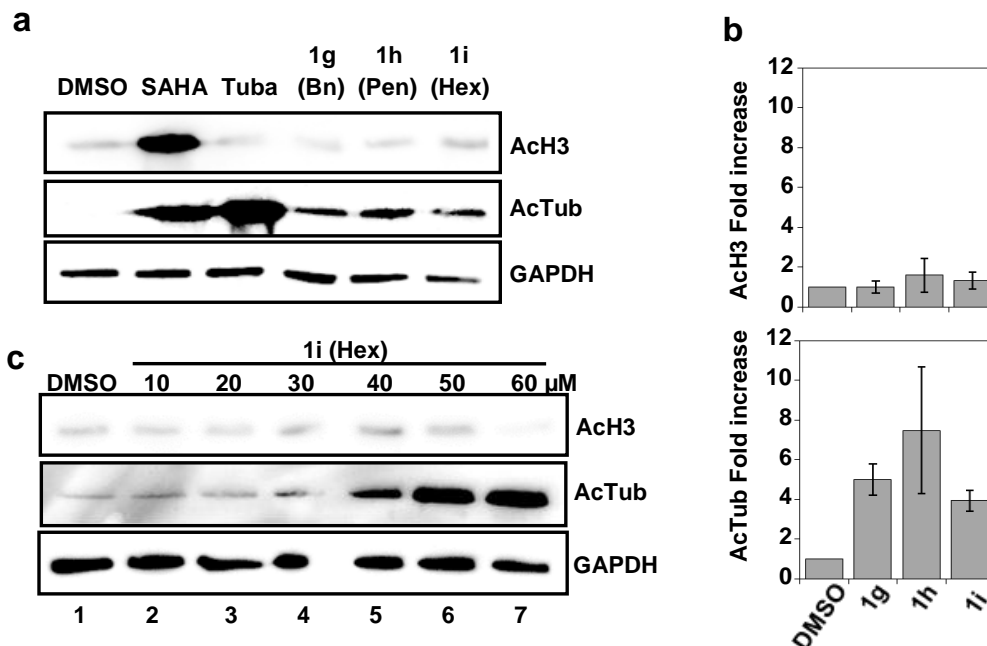 a
1g 1h 1i
DMSO SAHA Tuba (Bn) (Pen) (Hex)
AcH3
AcTub
GAPDH
b
12
10
8
6
4
2
0
AcH3 Fold increase
12
10
8
6
4
2
0
AcTub Fold increase
DMSO 1g 1h 1i
c
1i (Hex)
DMSO 10 20 30 40 50 60 µM
AcH3
AcTub
GAPDH
1 2 3 4 5 6 7